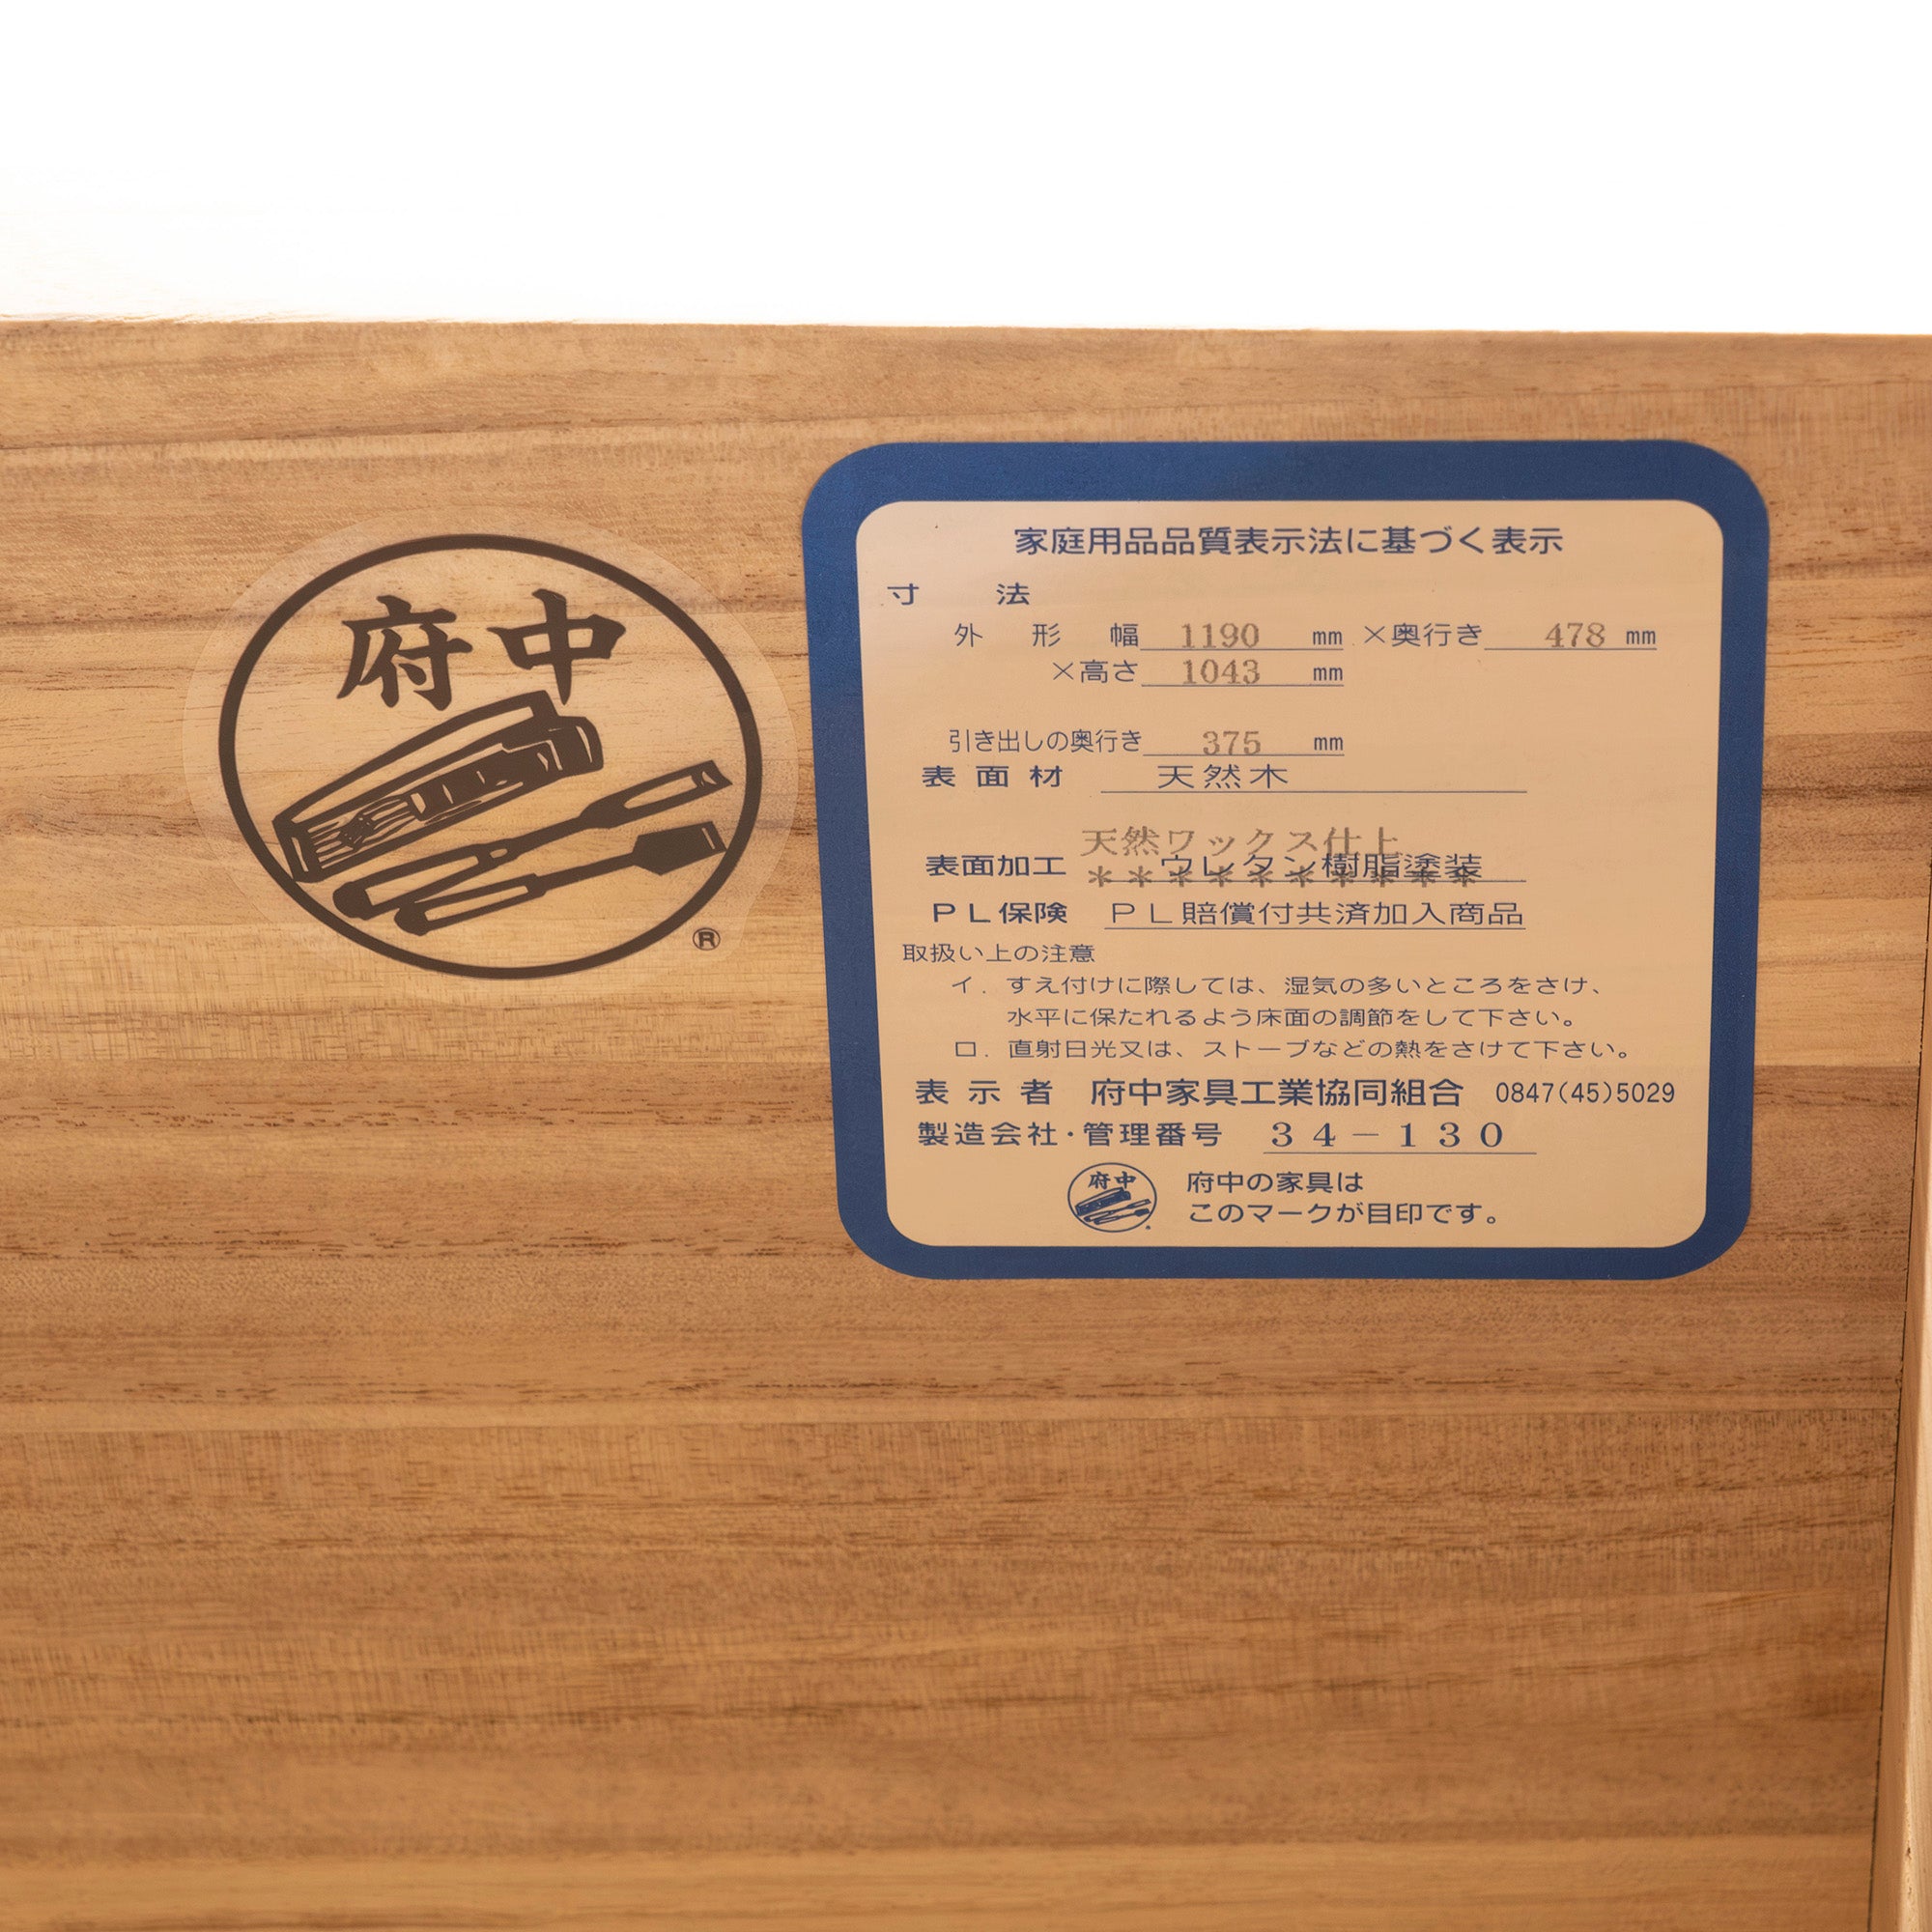 府中
®
家庭用品品質表示法に基づく表示
寸 法
外 形 幅 1190 mm ×奥行き 478 mm
×高さ 1043 mm
引き出しの奥行き 375 mm
表面材 天然木
天然ワックス仕上
表面加工 ウレタン樹脂塗装
**********
PL保険 PL賠償付共済加入商品
取扱い上の注意
イ. すえ付けに際しては、湿気の多いところをさけ、
水平に保たれるよう床面の調節をして下さい。
ロ. 直射日光又は、ストーブなどの熱をさけて下さい。
表示者 府中家具工業協同組合 0847(45)5029
製造会社・管理番号 34-130
府中
府中の家具は
このマークが目印です。